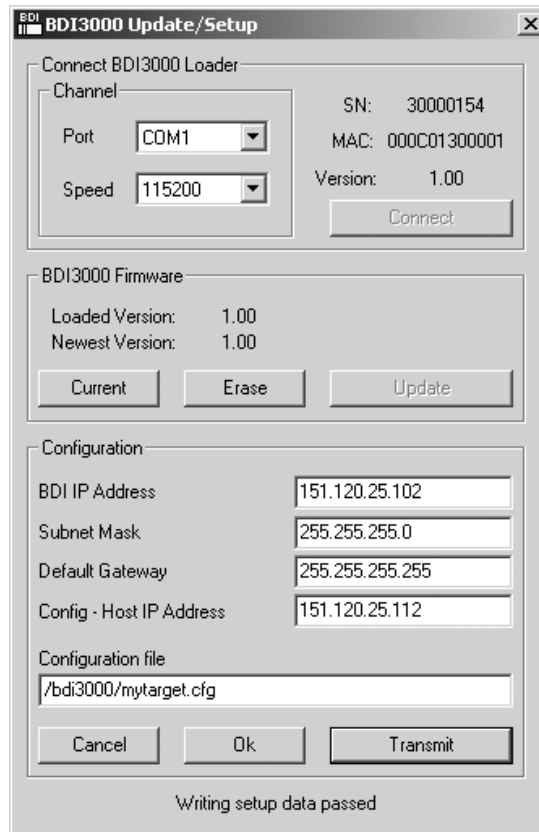 BDI BDI3000 Update/Setup
Connect BDI3000 Loader
Channel
Port COM1
Speed 115200
SN: 30000154
MAC: 000C01300001
Version: 1.00
Connect
BDI3000 Firmware
Loaded Version: 1.00
Newest Version: 1.00
Current Erase Update
Configuration
BDI IP Address 151.120.25.102
Subnet Mask 255.255.255.0
Default Gateway 255.255.255.255
Config - Host IP Address 151.120.25.112
Configuration file
/bdi3000/mytarget.cfg
Cancel Ok Transmit
Writing setup data passed